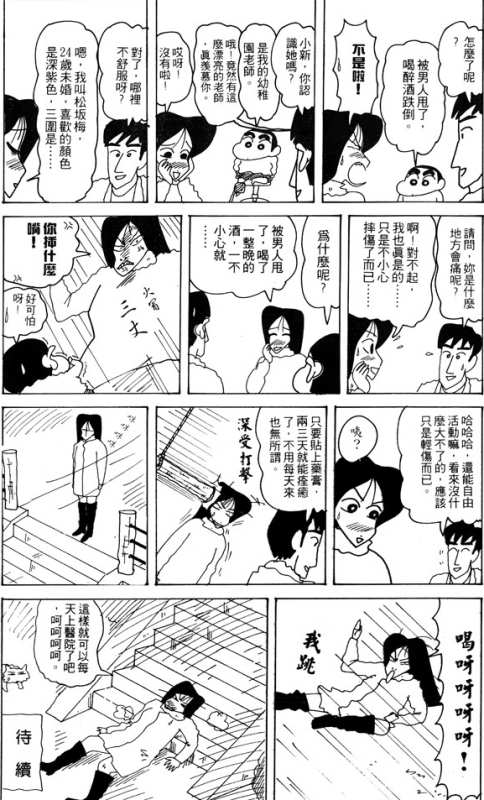 怎麼了呢
？
被男人甩了，
喝醉酒跌倒。
不是啦！
小新，你認
識她嗎？
是我的幼稚
園老師。
哦！竟然有這
麼漂亮的老師
，真羨慕你。
哎呀！
沒有啦！
對了，哪裡
不舒服呀？
嗯，我叫松坂梅，
24歲未婚，喜歡的顏色
是深紫色，三圍是……
請問，妳是什麼
地方會痛呢？
啊！對不起，
我也真是的……
只是不小心
摔傷了而已……
爲什麼呢？
被男人甩
了，喝了
一整晚的
酒，一不
小心就
……
火冒
三丈
你插什麼
嘴！
好可怕
呀！
哈哈哈，還能自由
活動嘛，看來沒什
麼大不了的，應該
只是輕傷而已。
咦？
只要貼上藥膏，
兩三天就能痊癒
了，不用每天來
也無所謂。
深受打擊
喝呀呀呀呀！
我跳
這樣就可以每
天上醫院了吧
，呵呵呵呵。
待續